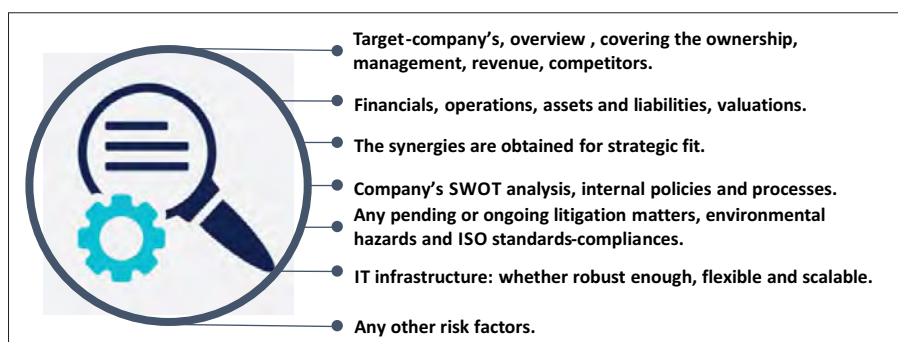 Target-company's, overview , covering the ownership,
management, revenue, competitors.
Financials, operations, assets and liabilities, valuations.
The synergies are obtained for strategic fit.
Company's SWOT analysis, internal policies and processes.
Any pending or ongoing litigation matters, environmental
hazards and ISO standards-compliances.
IT infrastructure: whether robust enough, flexible and scalable.
Any other risk factors.